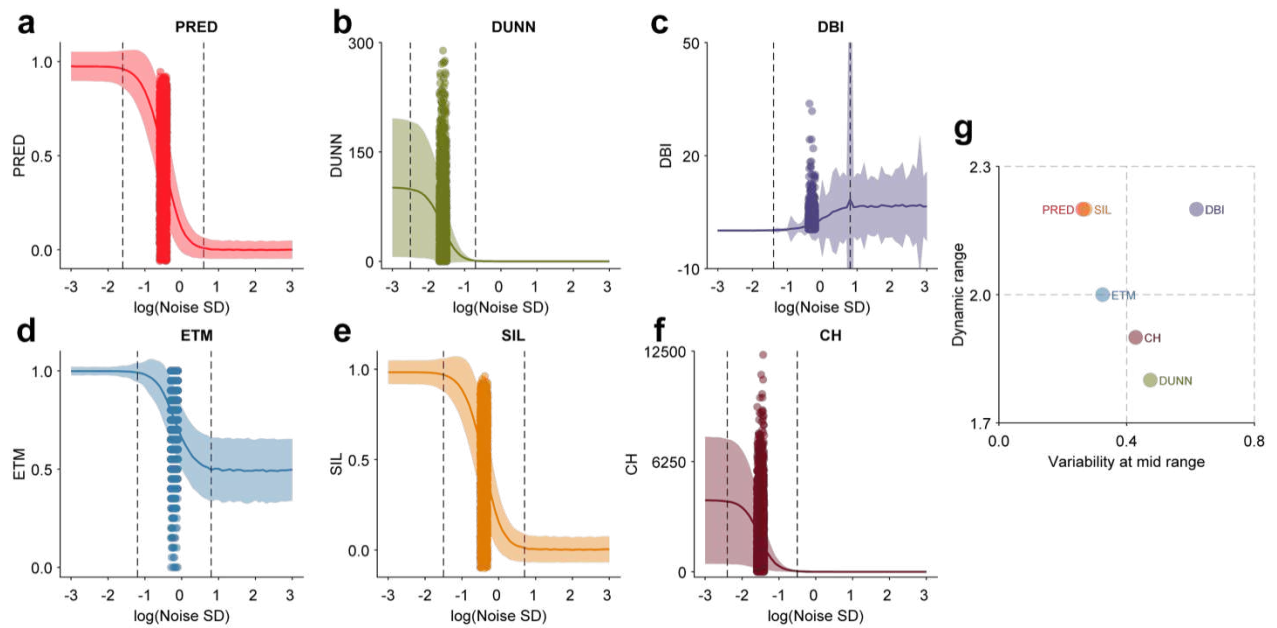 a
PRED
1.0
0.5
0.0
PRED
-3 -2 -1 0 1 2 3
log(Noise SD)
b
DUNN
300
150
0
DUNN
-3 -2 -1 0 1 2 3
log(Noise SD)
c
DBI
50
20
-10
DBI
-3 -2 -1 0 1 2 3
log(Noise SD)
d
ETM
1.0
0.5
0.0
ETM
-3 -2 -1 0 1 2 3
log(Noise SD)
e
SIL
1.0
0.5
0.0
SIL
-3 -2 -1 0 1 2 3
log(Noise SD)
f
CH
12500
6250
0
CH
-3 -2 -1 0 1 2 3
log(Noise SD)
g
2.3
2.0
1.7
Dynamic range
PRED SIL
DBI
ETM
CH
DUNN
0.0 0.4 0.8
Variability at mid range